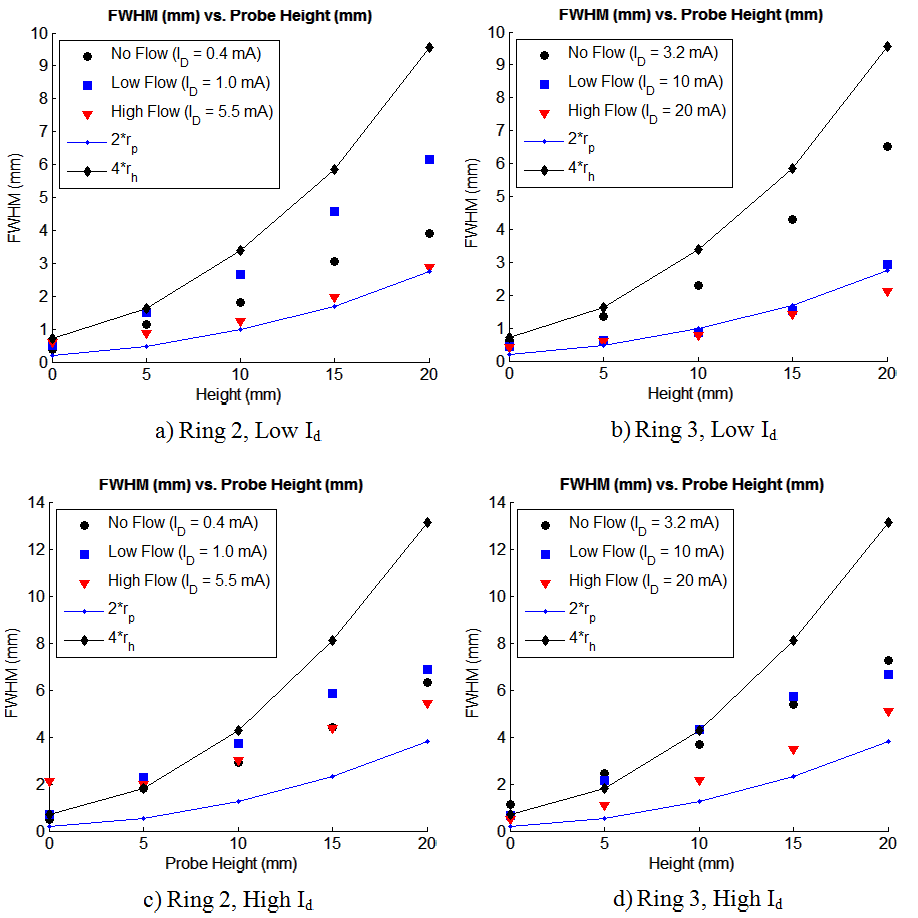 FWHM (mm) vs. Probe Height (mm)
FWHM (mm)
10
9
8
7
6
5
4
3
2
1
0
No Flow (I_D = 0.4 mA)
Low Flow (I_D = 1.0 mA)
High Flow (I_D = 5.5 mA)
2*r_p
4*r_h
0 5 10 15 20
Height (mm)
a) Ring 2, Low I_d
FWHM (mm) vs. Probe Height (mm)
FWHM (mm)
10
9
8
7
6
5
4
3
2
1
0
No Flow (I_D = 3.2 mA)
Low Flow (I_D = 10 mA)
High Flow (I_D = 20 mA)
2*r_p
4*r_h
0 5 10 15 20
Height (mm)
b) Ring 3, Low I_d
FWHM (mm) vs. Probe Height (mm)
FWHM (mm)
14
12
10
8
6
4
2
0
No Flow (I_D = 0.4 mA)
Low Flow (I_D = 1.0 mA)
High Flow (I_D = 5.5 mA)
2*r_p
4*r_h
0 5 10 15 20
Probe Height (mm)
c) Ring 2, High I_d
FWHM (mm) vs. Probe Height (mm)
FWHM (mm)
14
12
10
8
6
4
2
0
No Flow (I_D = 3.2 mA)
Low Flow (I_D = 10 mA)
High Flow (I_D = 20 mA)
2*r_p
4*r_h
0 5 10 15 20
Height (mm)
d) Ring 3, High I_d